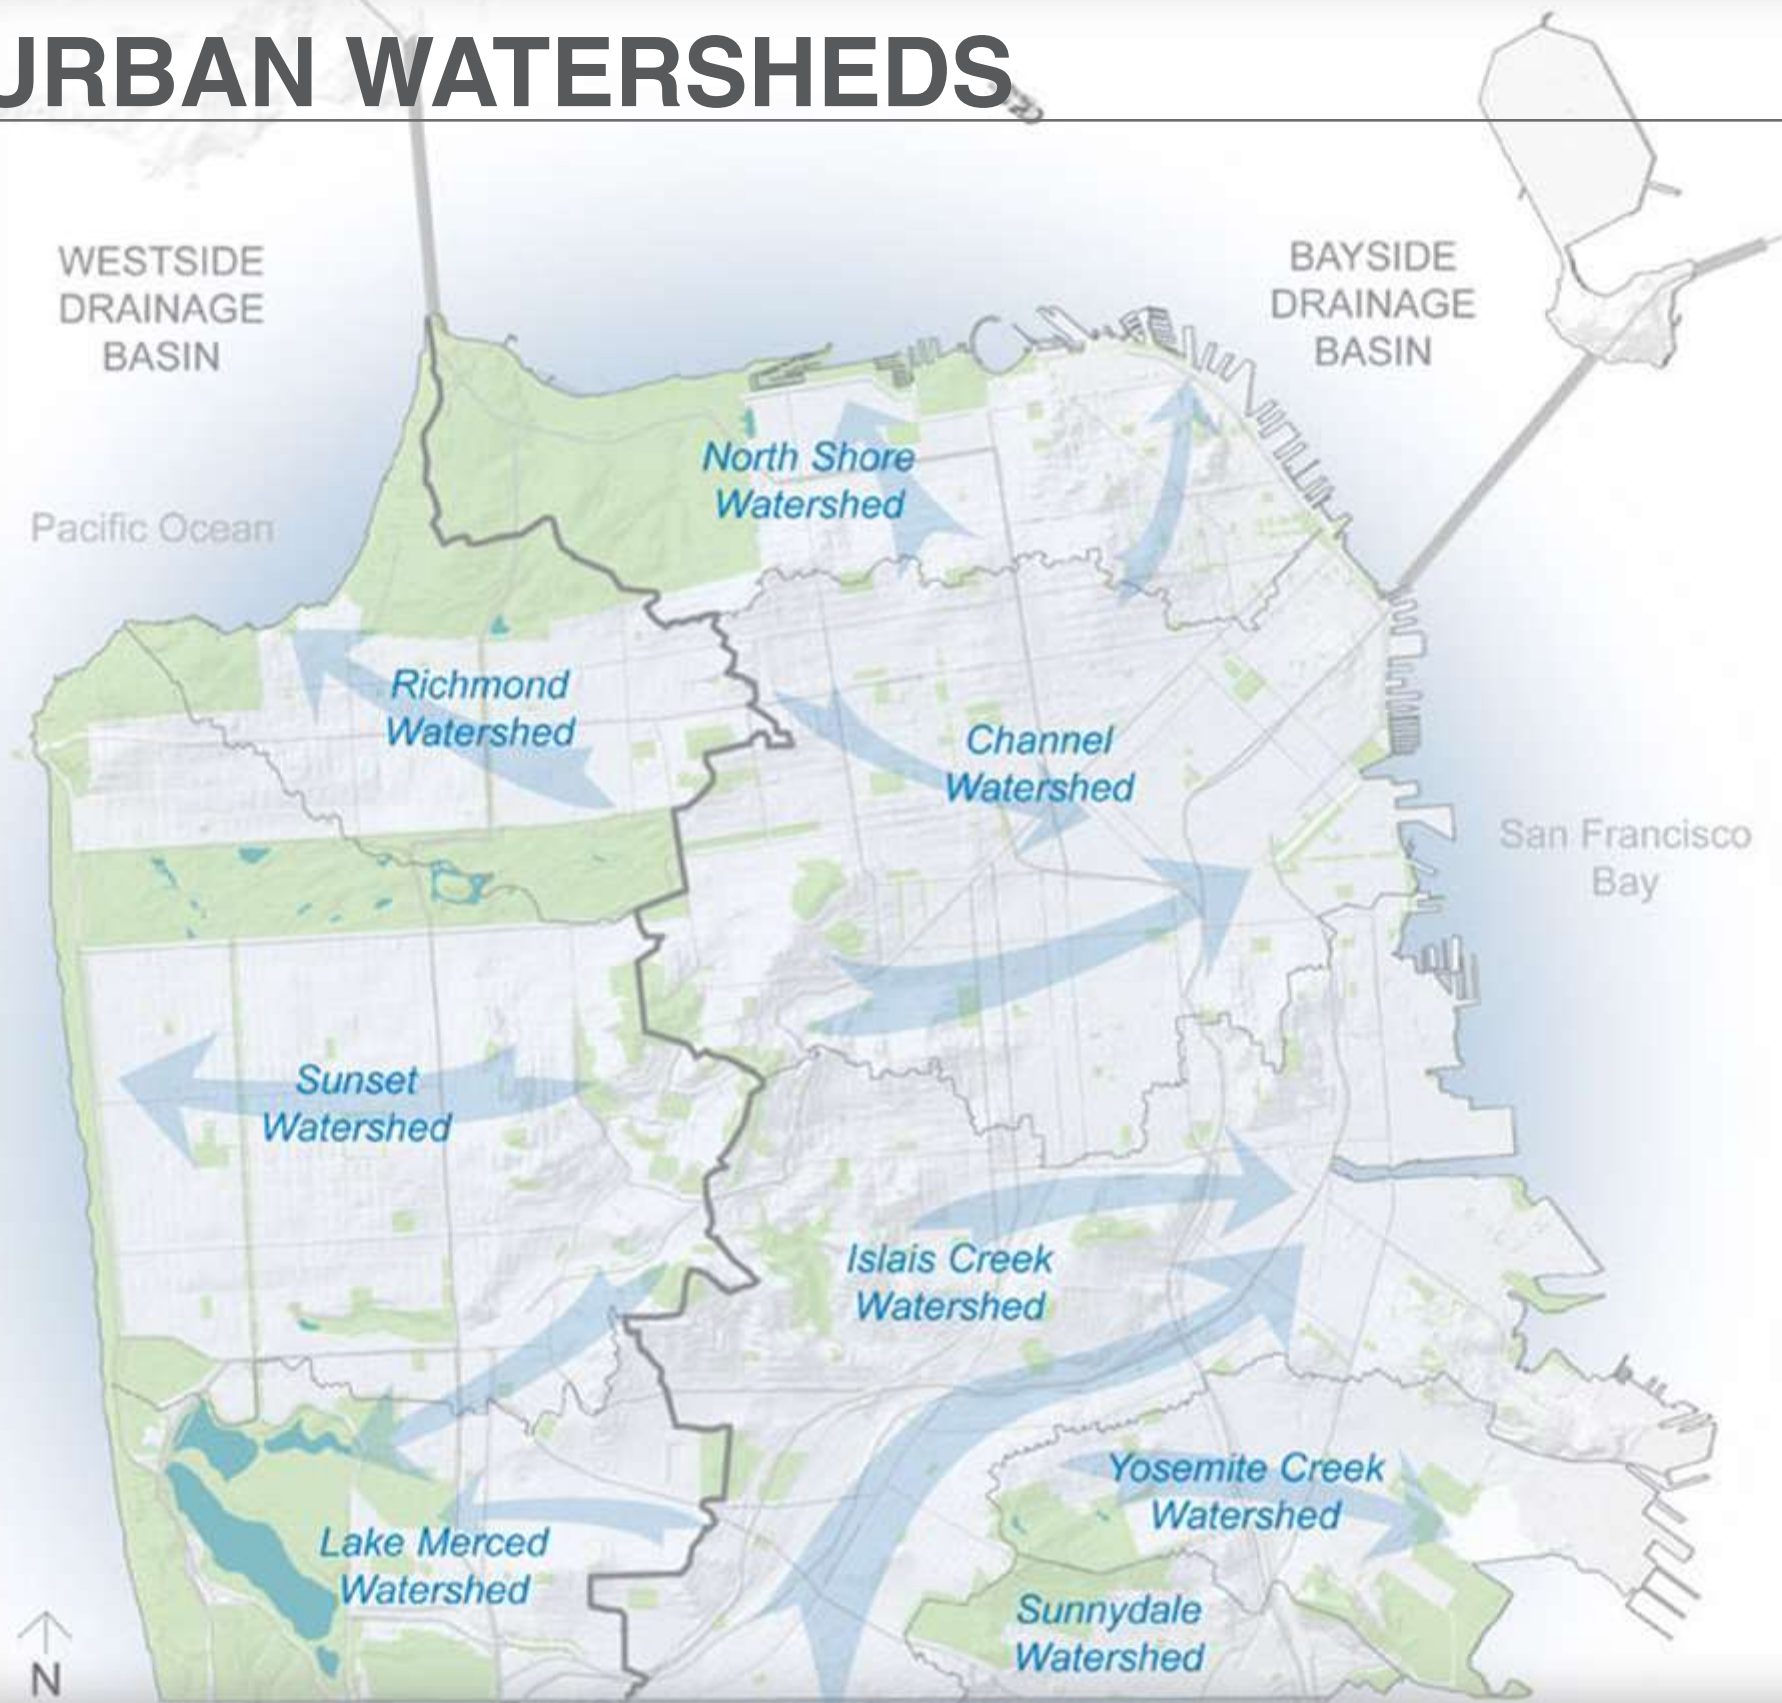 URBAN WATERSHEDS
WESTSIDE
DRAINAGE
BASIN
BAYSIDE
DRAINAGE
BASIN
North Shore
Watershed
Pacific Ocean
Richmond
Watershed
Channel
Watershed
San Francisco
Bay
Sunset
Watershed
Islais Creek
Watershed
Yosemite Creek
Watershed
Lake Merced
Watershed
Sunnydale
Watershed
N